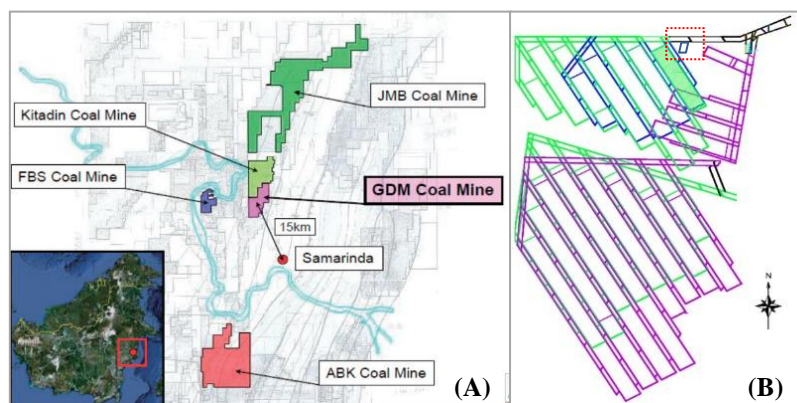 JMB Coal Mine
Kitadin Coal Mine
FBS Coal Mine
GDM Coal Mine
15km
Samarinda
ABK Coal Mine
(A)
N
(B)